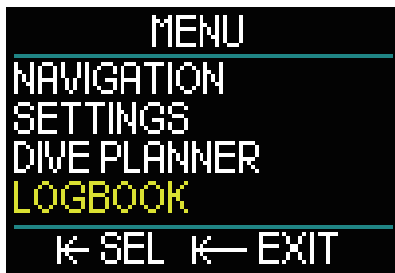 MENU
NAVIGATION
SETTINGS
DIVE PLANNER
LOGBOOK
SEL EXIT